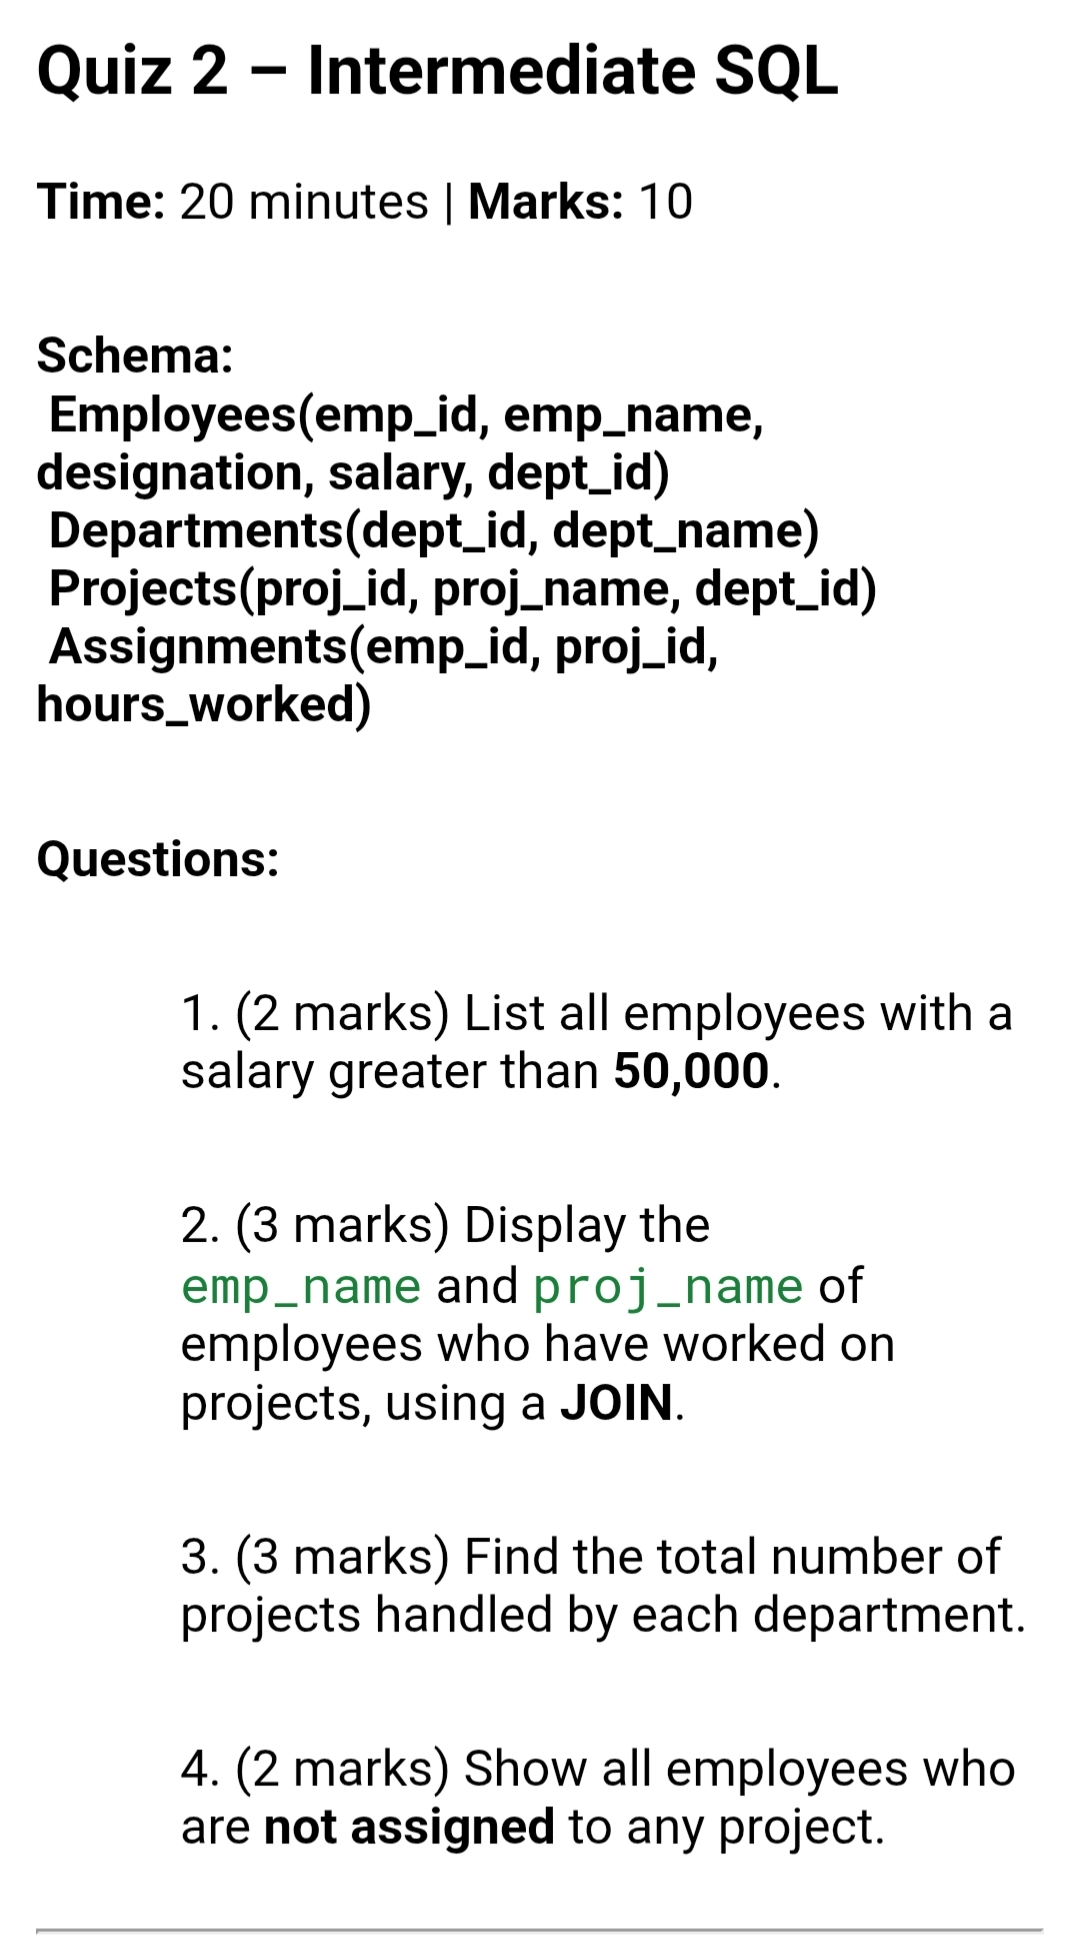 Quiz 2 – Intermediate SQL
Time: 20 minutes | Marks: 10
Schema:
Employees(emp_id, emp_name,
designation, salary, dept_id)
Departments(dept_id, dept_name)
Projects(proj_id, proj_name, dept_id)
Assignments(emp_id, proj_id,
hours_worked)
Questions:
1. (2 marks) List all employees with a
salary greater than 50,000.
2. (3 marks) Display the
emp_name and proj_name of
employees who have worked on
projects, using a JOIN.
3. (3 marks) Find the total number of
projects handled by each department.
4. (2 marks) Show all employees who
are not assigned to any project.